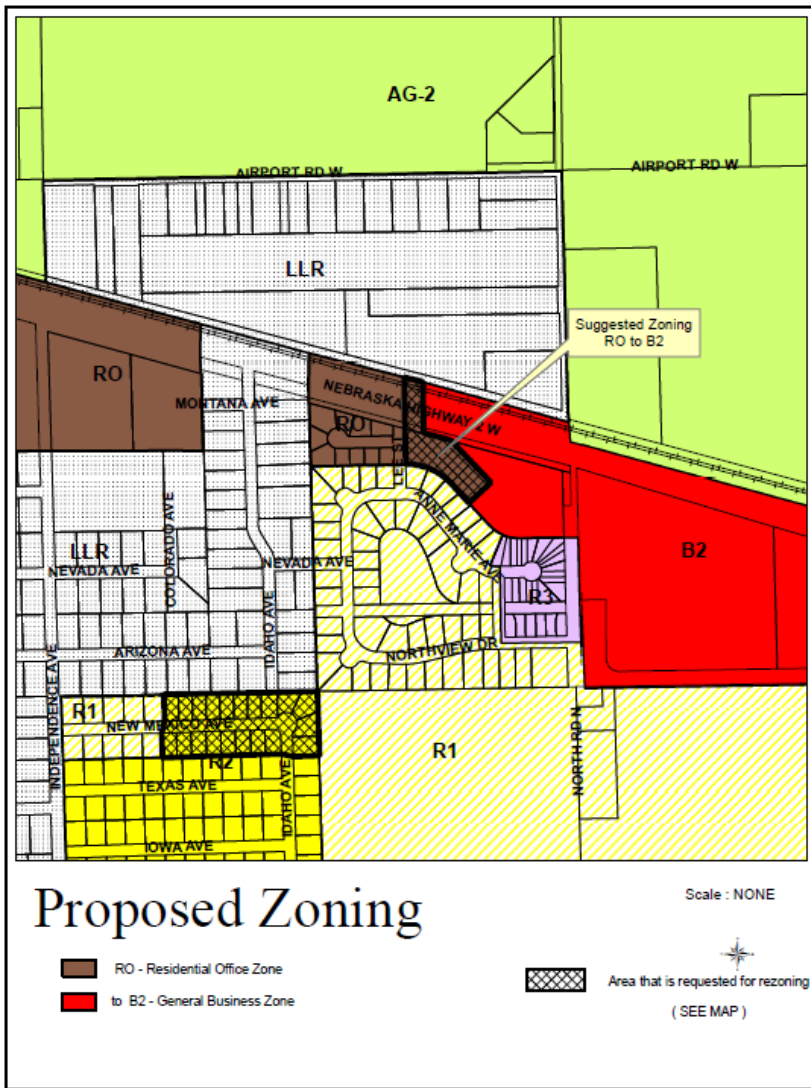 AG-2
AIRPORT RD W
AIRPORT RD W
LLR
Suggested Zoning
RO to B2
RO
MONTANA AVE
NEBRASKA HIGHWAY 2 W
RO
LEE ST
ANNE MARIE AVE
LLR
COLORADO AVE
NEVADA AVE
NEVADA AVE
B2
R3
IDAHO AVE
ARIZONA AVE
NORTHVIEW DR
INDEPENDENCE AVE
R1
NEW MEXICO AVE
R1
NORTH RD N
R2
TEXAS AVE
IDAHO AVE
IOWA AVE
Proposed Zoning
Scale : NONE
RO - Residential Office Zone
to B2 - General Business Zone
Area that is requested for rezoning
( SEE MAP )